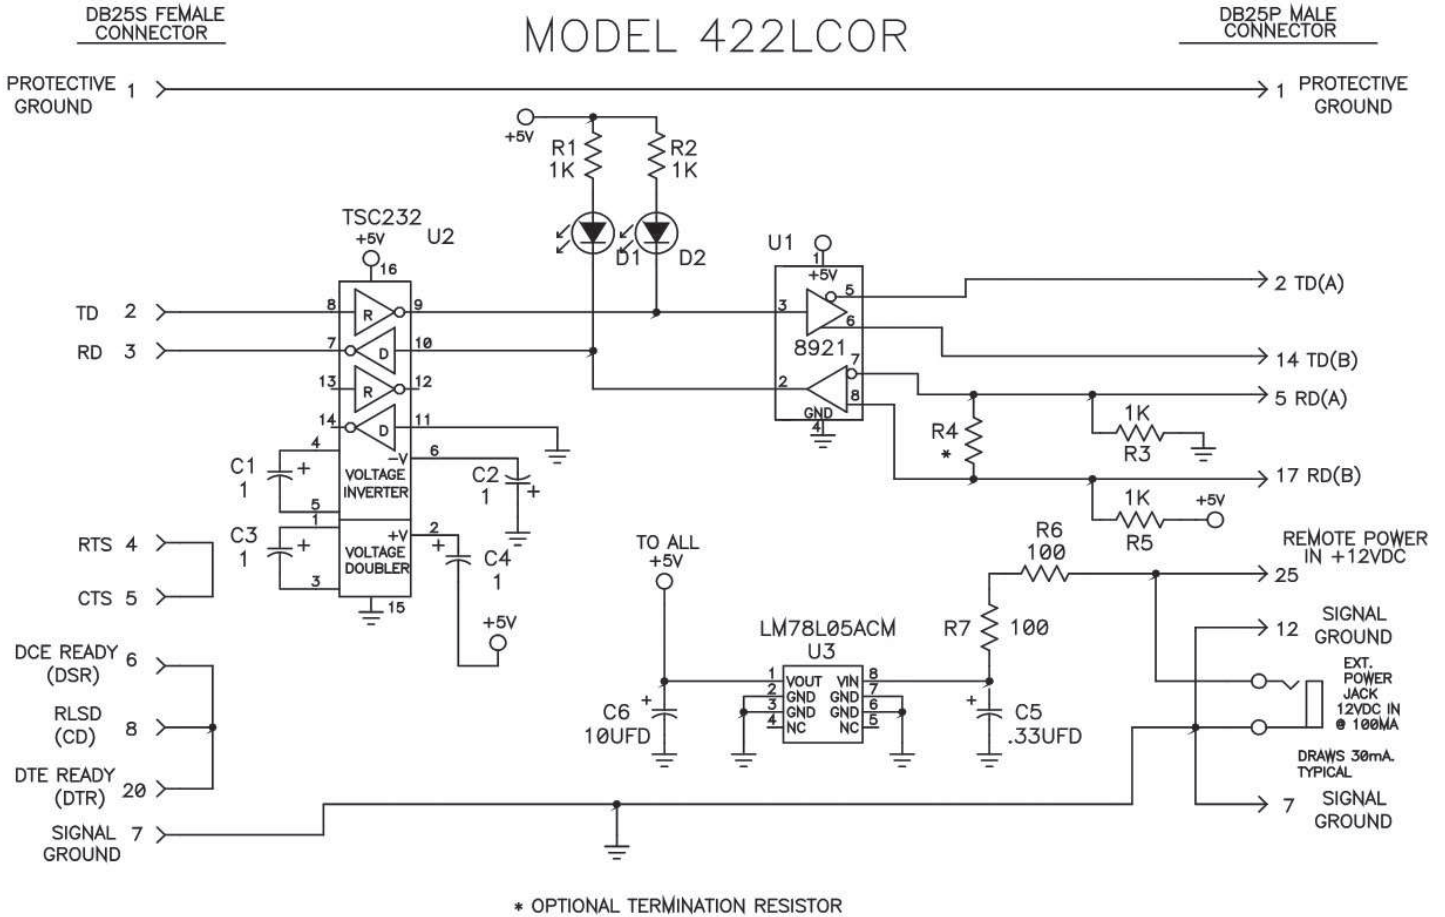 DB25S FEMALE
CONNECTOR
MODEL 422LCOR
DB25P MALE
CONNECTOR
PROTECTIVE 1
GROUND
1 PROTECTIVE
GROUND
+5V
R1
1K
R2
1K
D1
D2
TSC232
+5V
U2
16
U1
1
+5V
TD 2
8
R
9
3
5
6
8921
2 TD(A)
14 TD(B)
RD 3
7
D
10
2
7
8
GND
4
5 RD(A)
13
R
12
14
D
11
R4
*
1K
R3
17 RD(B)
1K
R5
+5V
4
C1
1
+
5
-V
6
VOLTAGE
INVERTER
C2
1
+
1
C3
1
+
3
+V
2
VOLTAGE
DOUBLER
+
C4
1
15
+5V
RTS 4
CTS 5
TO ALL
+5V
R6
100
REMOTE POWER
IN +12VDC
25
R7
100
LM78L05ACM
U3
12
SIGNAL
GROUND
DCE READY 6
(DSR)
RLSD
(CD) 8
DTE READY
(DTR) 20
SIGNAL 7
GROUND
1 VOUT VIN 8
2 GND GND 7
3 GND GND 6
4 NC NC 5
+
C6
10UFD
+
C5
.33UFD
EXT.
POWER
JACK
12VDC IN
@ 100MA
DRAWS 30mA.
TYPICAL
7
SIGNAL
GROUND
* OPTIONAL TERMINATION RESISTOR